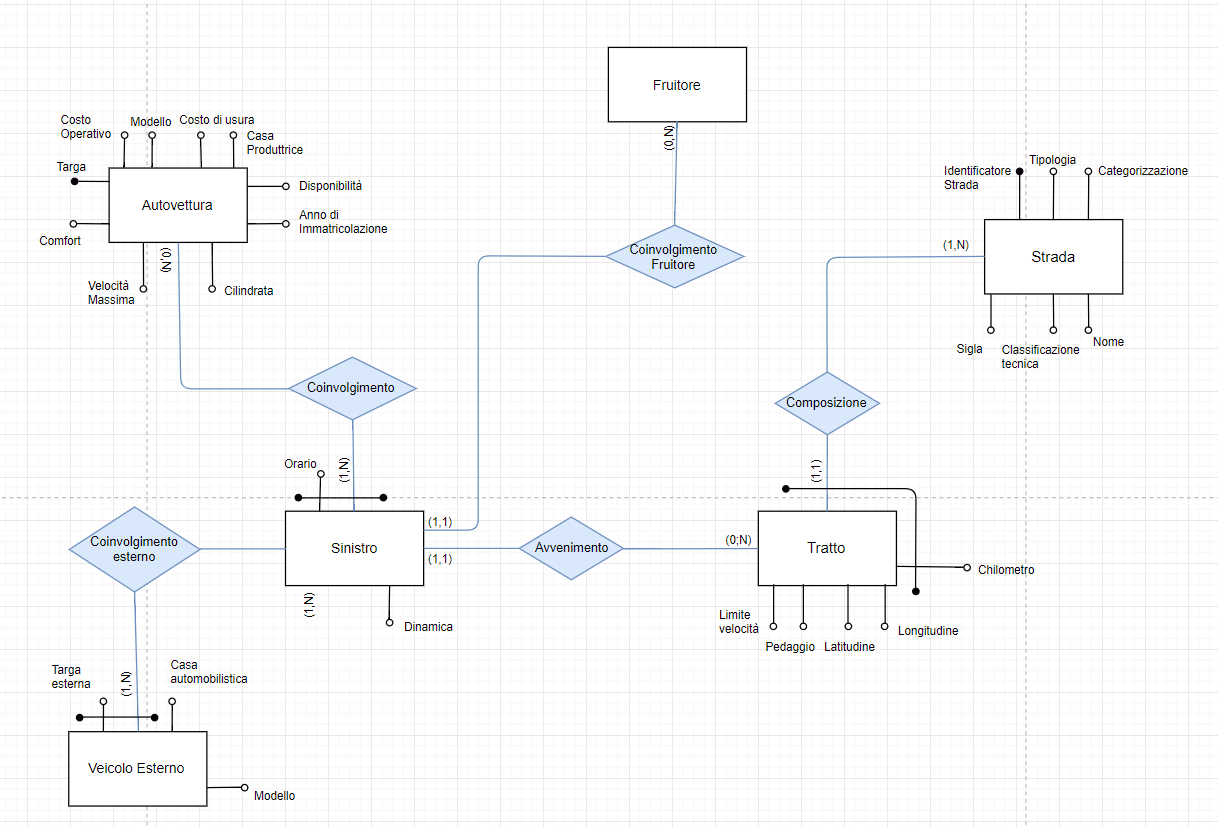 Fruitore
(0,N)
Costo
Operativo
Modello
Costo di usura
Casa
Produttrice
Targa
Disponibilità
Autovettura
Anno di
Immatricolazione
Comfort
(0,N)
Velocità
Massima
Cilindrata
Coinvolgimento
Fruitore
Identificatore
Strada
Tipologia
Categorizzazione
(1,N)
Strada
Sigla
Classificazione
tecnica
Nome
Coinvolgimento
Composizione
Orario
(1,N)
(1,1)
(1,1)
Coinvolgimento
esterno
Sinistro
(1,1)
Avvenimento
(0;N)
Tratto
Chilometro
(1,N)
Dinamica
Limite
velocità
Pedaggio
Latitudine
Longitudine
Targa
esterna
(1,N)
Casa
automobilistica
Veicolo Esterno
Modello